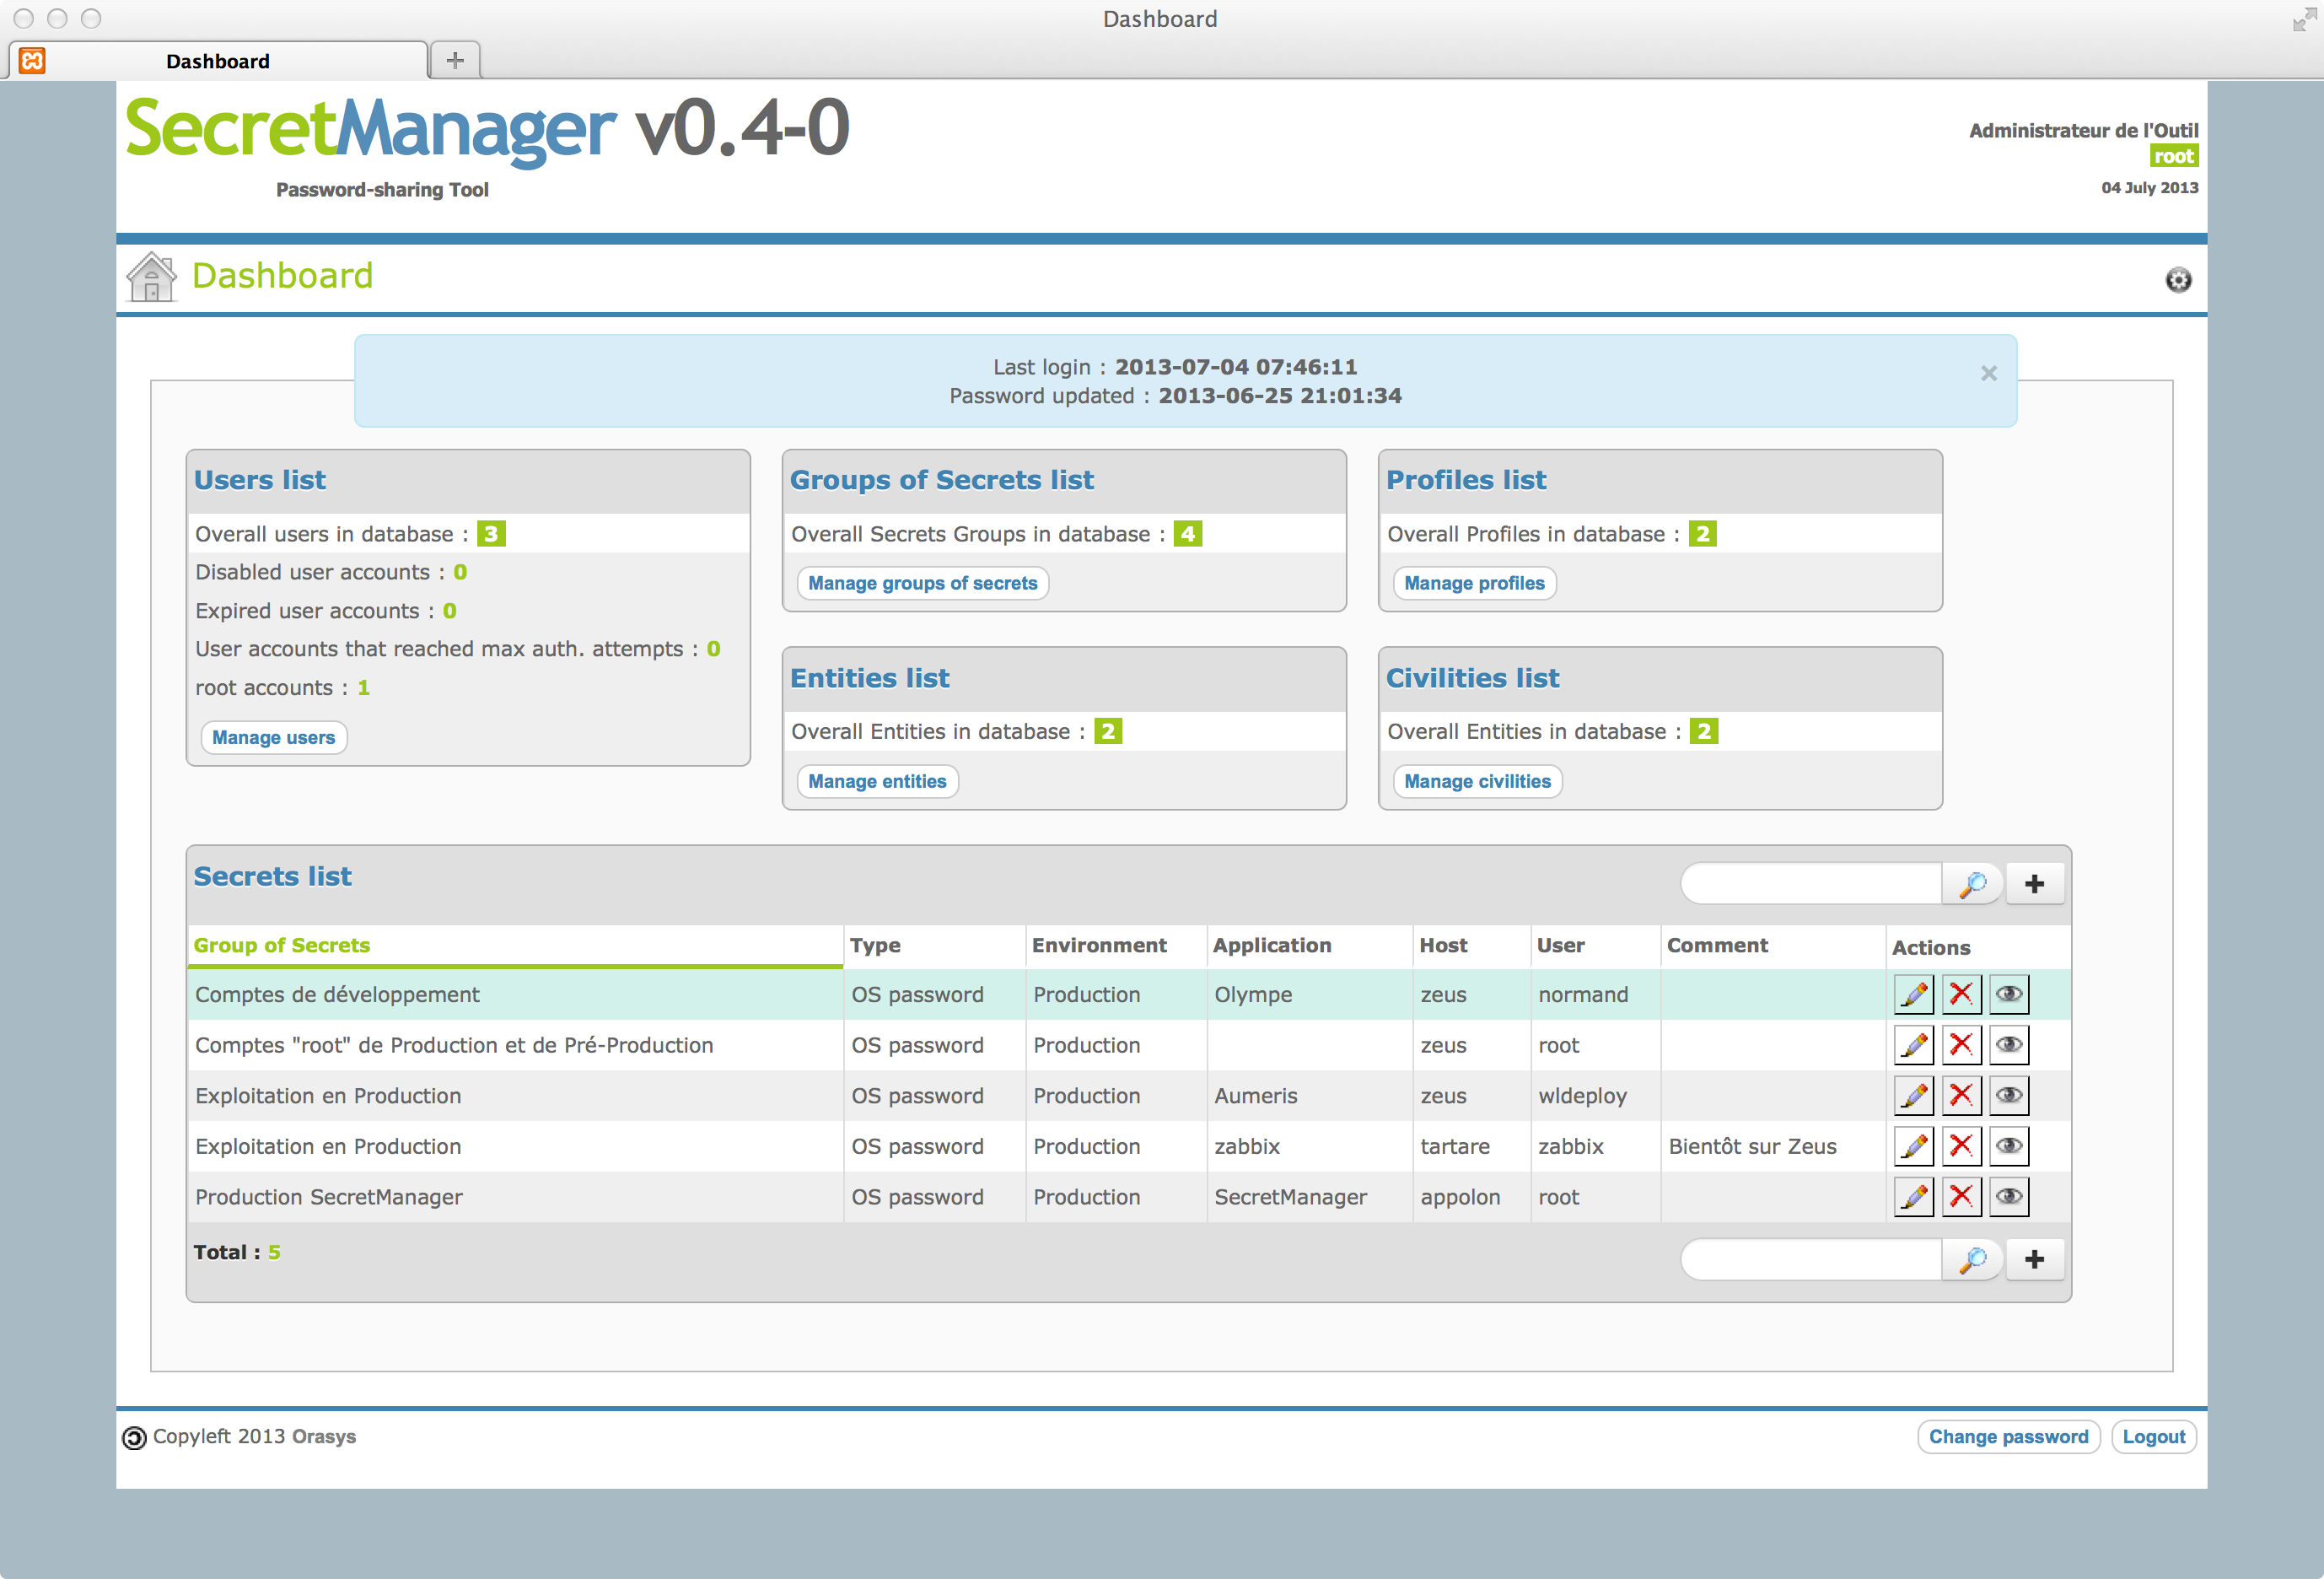 Dashboard
Dashboard
SecretManager v0.4-0
Password-sharing Tool
Administrateur de l'Outil
root
04 July 2013
Dashboard
Last login : 2013-07-04 07:46:11
Password updated : 2013-06-25 21:01:34
Users list
Overall users in database : 3
Disabled user accounts : 0
Expired user accounts : 0
User accounts that reached max auth. attempts : 0
root accounts : 1
Manage users
Groups of Secrets list
Overall Secrets Groups in database : 4
Manage groups of secrets
Profiles list
Overall Profiles in database : 2
Manage profiles
Entities list
Overall Entities in database : 2
Manage entities
Civilities list
Overall Entities in database : 2
Manage civilities
Secrets list
Group of Secrets Type Environment Application Host User Comment Actions
Comptes de développement OS password Production Olympe zeus normand
Comptes "root" de Production et de Pré-Production OS password Production zeus root
Exploitation en Production OS password Production Aumeris zeus wldeploy
Exploitation en Production OS password Production zabbix tartare zabbix Bientôt sur Zeus
Production SecretManager OS password Production SecretManager appolon root
Total : 5
Copyleft 2013 Orasys
Change password
Logout